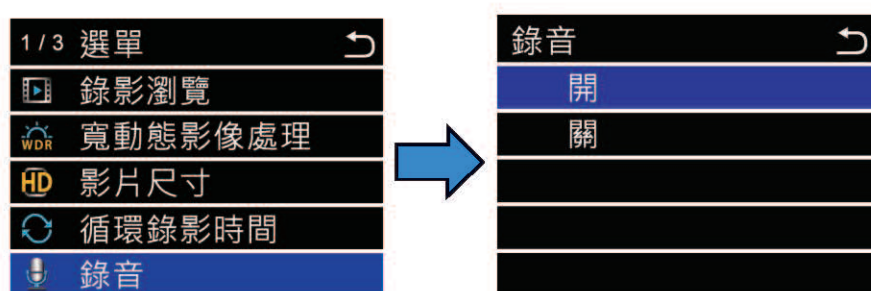 1 / 3 選單
錄影瀏覽
WDR 寬動態影像處理
HD 影片尺寸
循環錄影時間
錄音
錄音
開
關